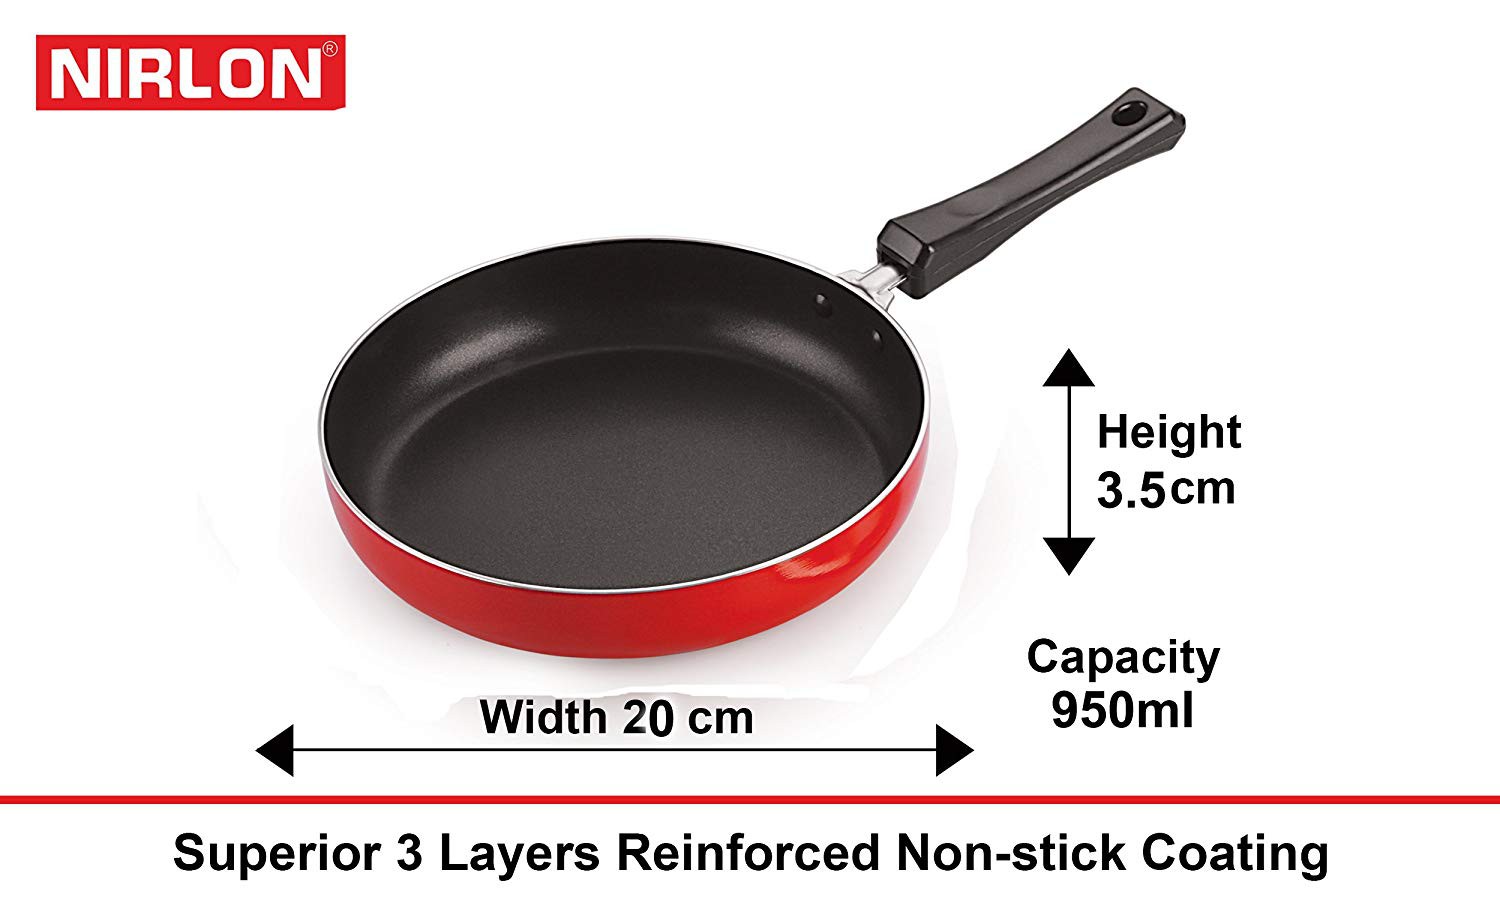 NIRLON®
Height
3.5cm
Capacity
950ml
Width 20 cm
Superior 3 Layers Reinforced Non-stick Coating